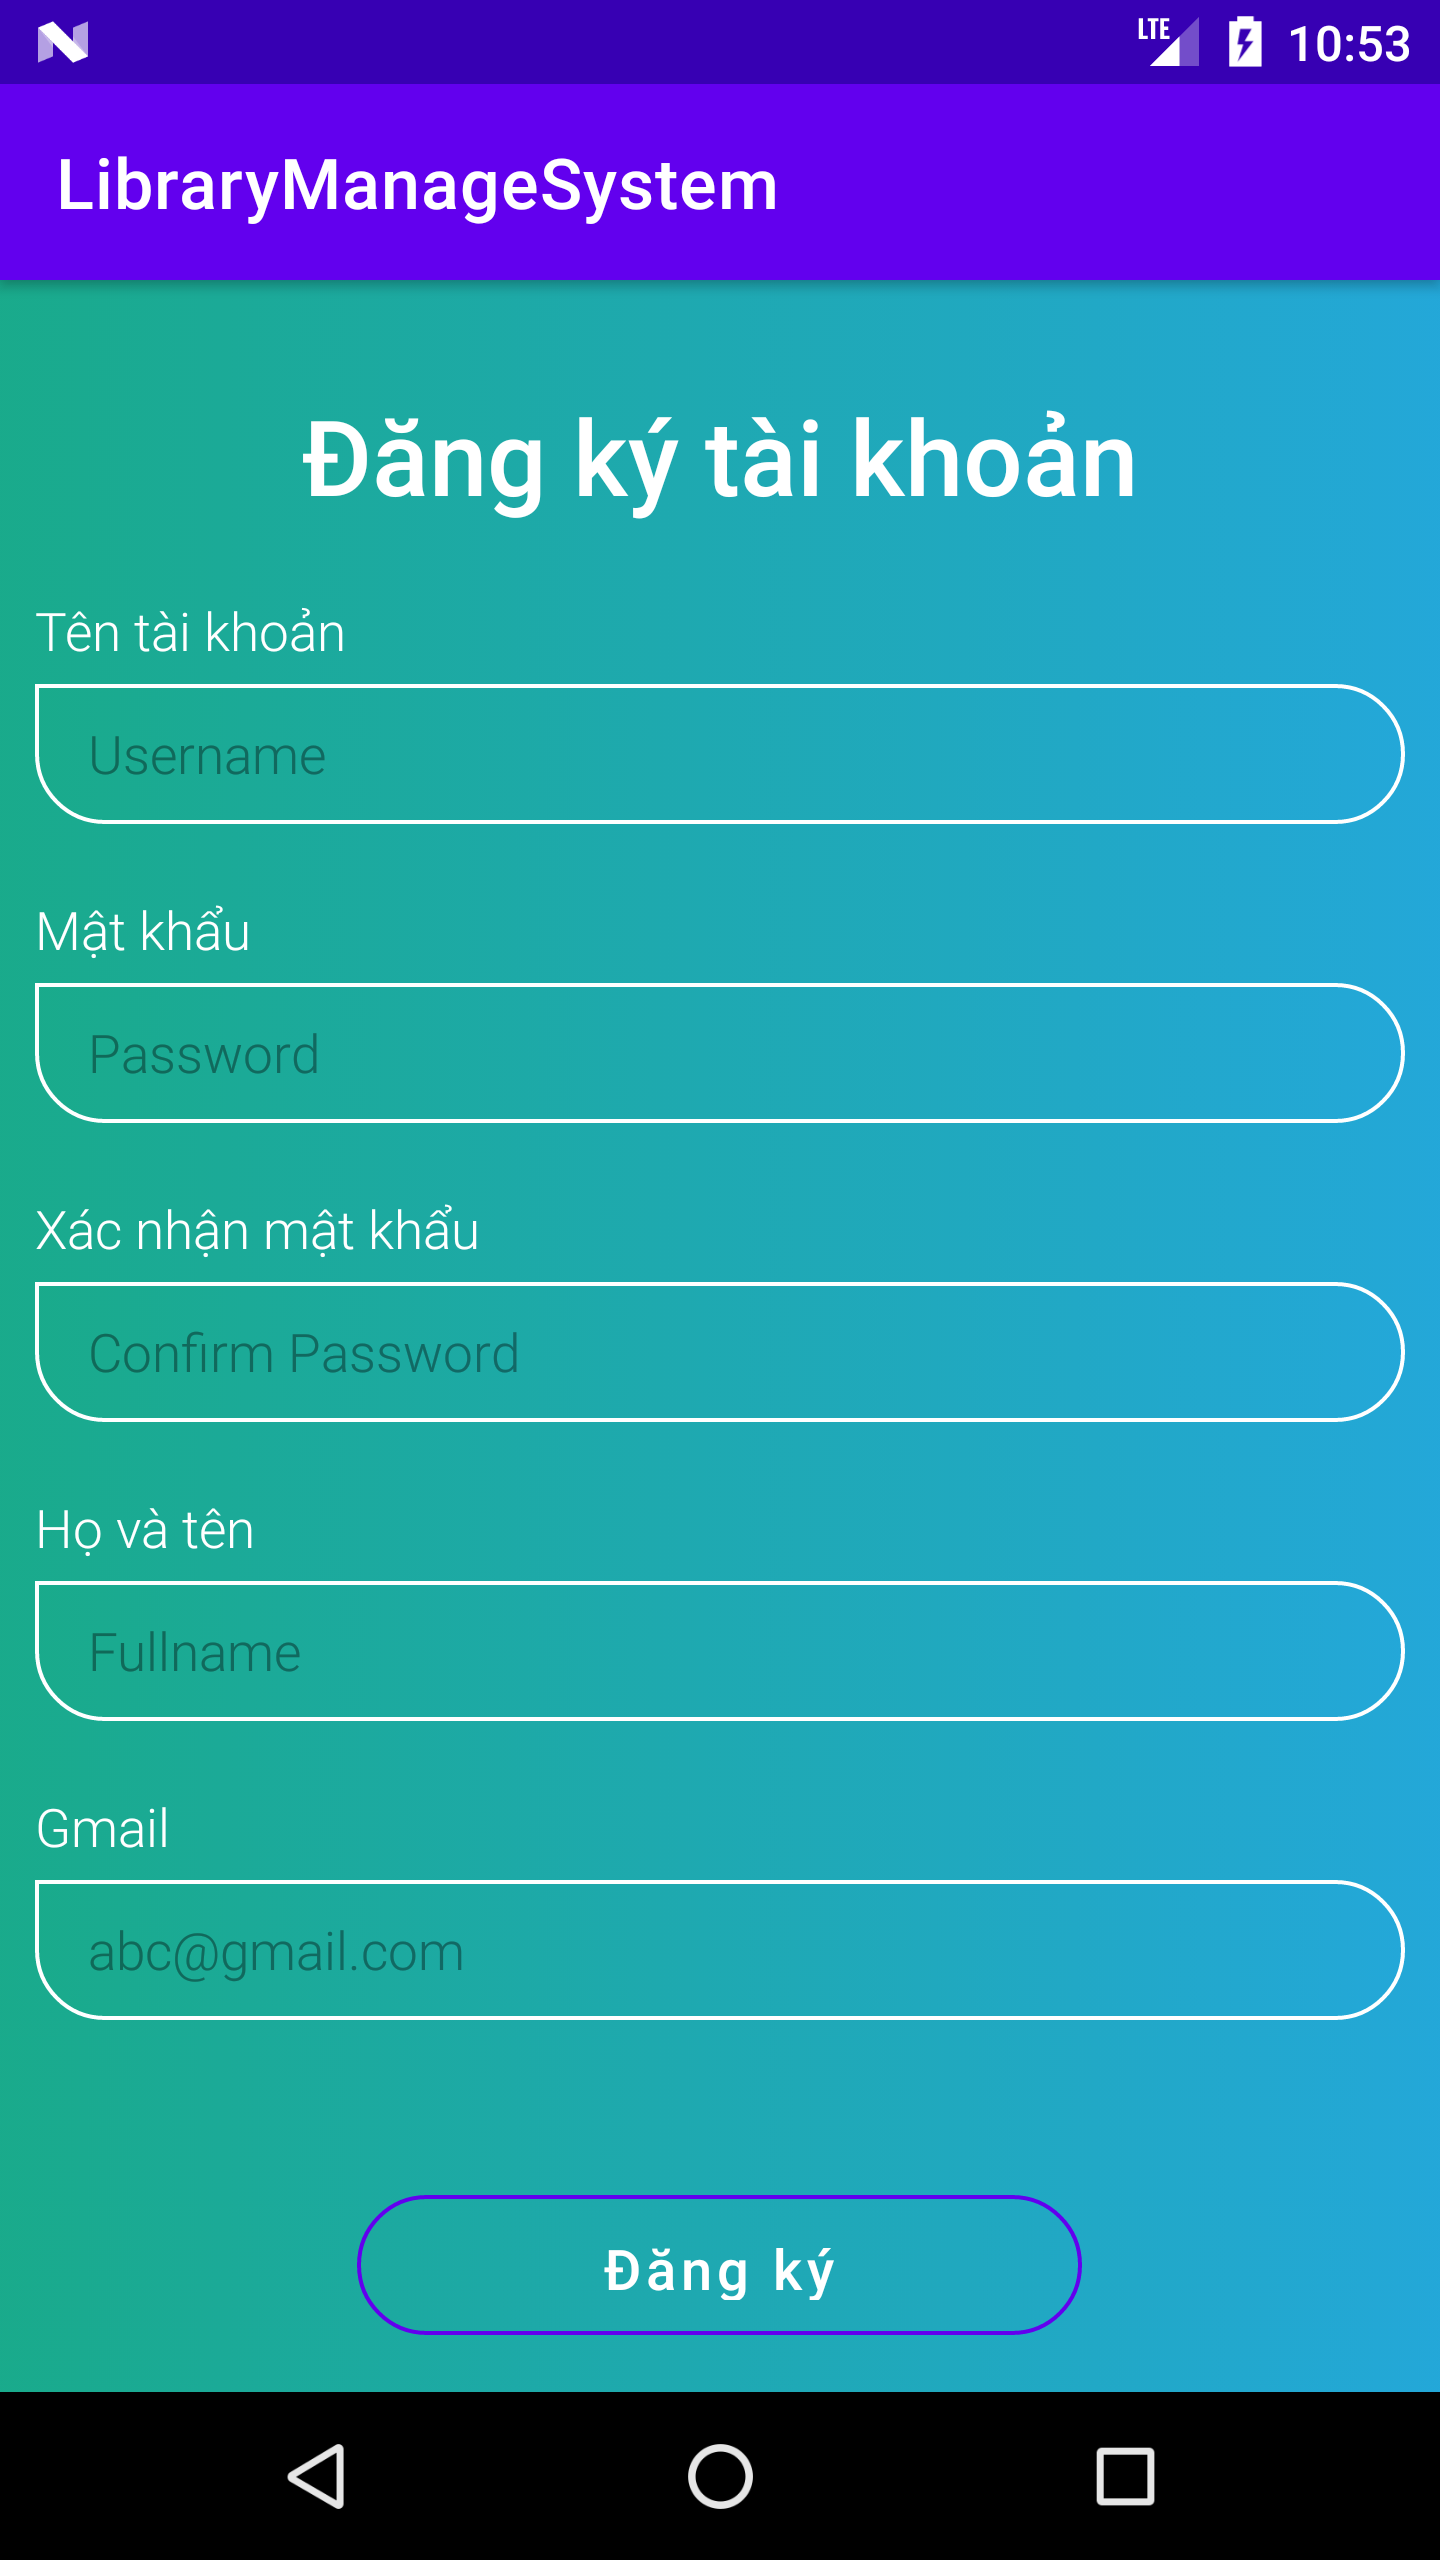 LTE 10:53
LibraryManageSystem
Đăng ký tài khoản
Tên tài khoản
Username
Mật khẩu
Password
Xác nhận mật khẩu
Confirm Password
Họ và tên
Fullname
Gmail
abc@gmail.com
Đăng ký